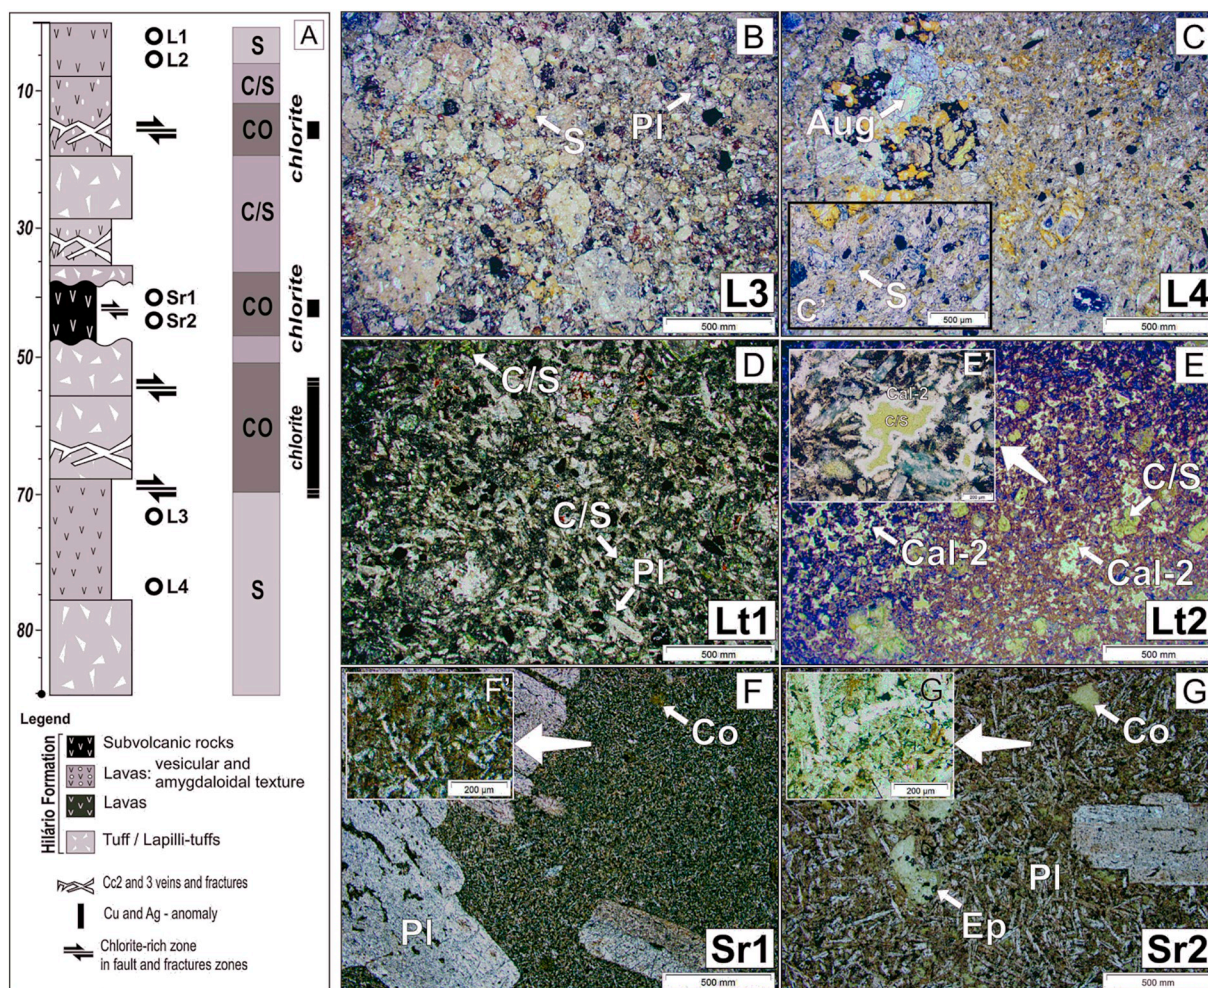 A
L1
L2
S
C/S
10
CO
chlorite
C/S
30
Sr1
Sr2
CO
chlorite
50
CO
chlorite
70
L3
L4
S
80
Legend
Hilário Formation
Subvolcanic rocks
Lavas: vesicular and
amygdaloidal texture
Lavas
Tuff / Lapilli-tuffs
Cc2 and 3 veins and fractures
Cu and Ag - anomaly
Chlorite-rich zone
in fault and fractures zones
B
Pl
S
L3
500 mm
C
Aug
C'
S
500 µm
L4
500 mm
D
C/S
C/S
Pl
Lt1
500 mm
E
E'
Cal-2
C/S
200 µm
C/S
Cal-2
Cal-2
Lt2
500 mm
F
F'
200 µm
Co
Pl
Sr1
500 mm
G
G'
200 µm
Co
Pl
Ep
Sr2
500 mm